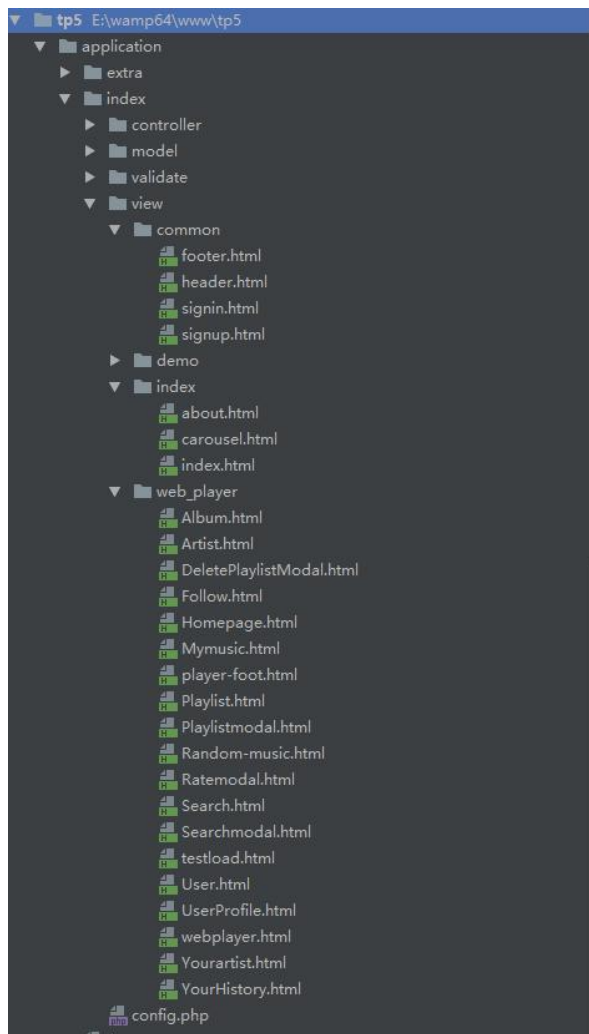 tp5 E:\wamp64\www\tp5
application
extra
index
controller
model
validate
view
common
footer.html
header.html
signin.html
signup.html
demo
index
about.html
carousel.html
index.html
web_player
Album.html
Artist.html
DeletePlaylistModal.html
Follow.html
Homepage.html
Mymusic.html
player-foot.html
Playlist.html
Playlistmodal.html
Random-music.html
Ratemodal.html
Search.html
Searchmodal.html
testload.html
User.html
UserProfile.html
webplayer.html
Yourartist.html
YourHistory.html
config.php